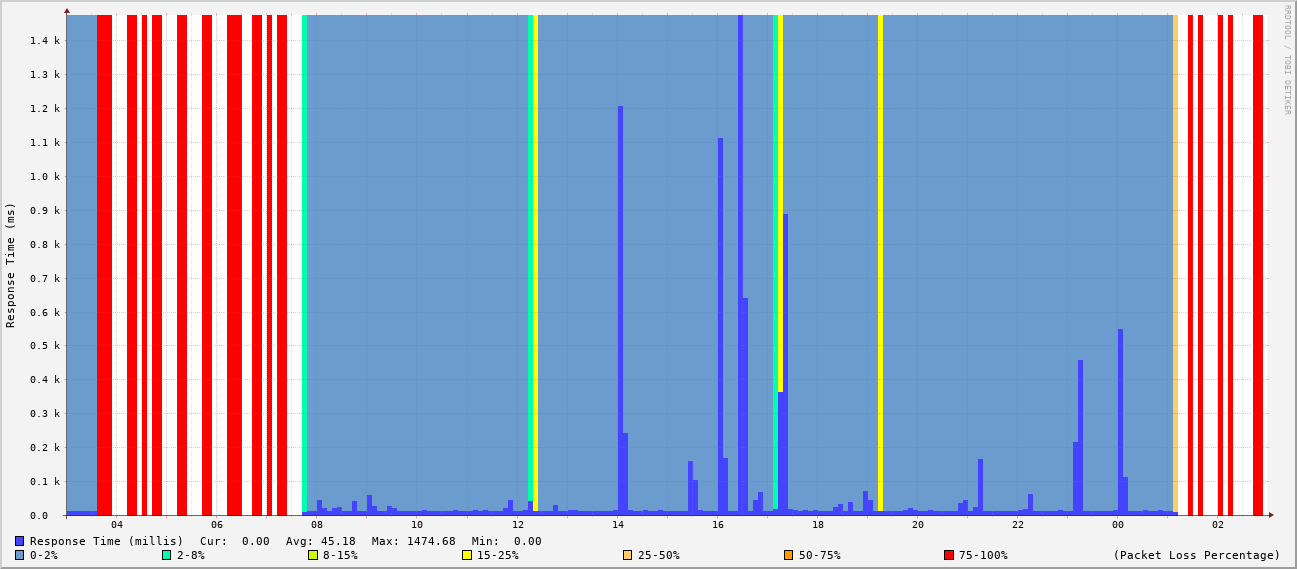 RRDTOOL / TOBI OETIKER
Response Time (ms)
1.4 k
1.3 k
1.2 k
1.1 k
1.0 k
0.9 k
0.8 k
0.7 k
0.6 k
0.5 k
0.4 k
0.3 k
0.2 k
0.1 k
0.0
04 06 08 10 12 14 16 18 20 22 00 02
Response Time (millis) Cur: 0.00 Avg: 45.18 Max: 1474.68 Min: 0.00
0-2% 2-8% 8-15% 15-25% 25-50% 50-75% 75-100% (Packet Loss Percentage)